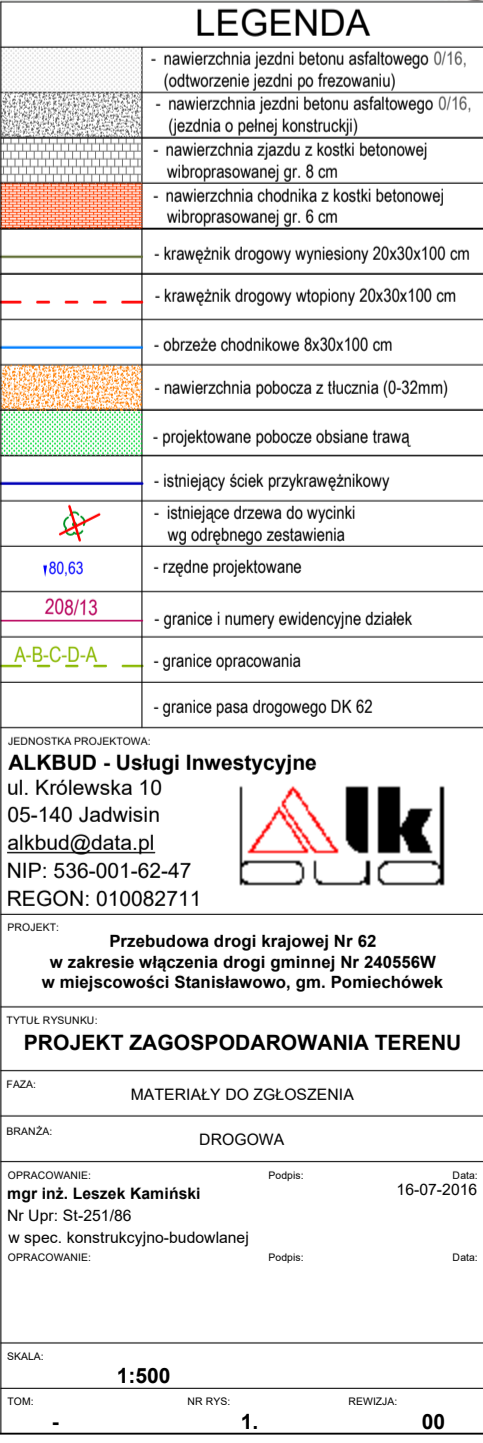 LEGENDA
- nawierzchnia jezdni betonu asfaltowego 0/16,
(odtworzenie jezdni po frezowaniu)
- nawierzchnia jezdni betonu asfaltowego 0/16,
(jezdnia o pełnej konstruckji)
- nawierzchnia zjazdu z kostki betonowej
wibroprasowanej gr. 8 cm
- nawierzchnia chodnika z kostki betonowej
wibroprasowanej gr. 6 cm
- krawężnik drogowy wyniesiony 20x30x100 cm
- krawężnik drogowy wtopiony 20x30x100 cm
- obrzeże chodnikowe 8x30x100 cm
- nawierzchnia pobocza z tłucznia (0-32mm)
- projektowane pobocze obsiane trawą
- istniejący ściek przykrawężnikowy
- istniejące drzewa do wycinki
wg odrębnego zestawienia
80,63 - rzędne projektowane
208/13 - granice i numery ewidencyjne działek
A-B-C-D-A - granice opracowania
- granice pasa drogowego DK 62
JEDNOSTKA PROJEKTOWA:
ALKBUD - Usługi Inwestycyjne
ul. Królewska 10
05-140 Jadwisin
alkbud@data.pl
NIP: 536-001-62-47
REGON: 010082711
Alk
bud
PROJEKT:
Przebudowa drogi krajowej Nr 62
w zakresie włączenia drogi gminnej Nr 240556W
w miejscowości Stanisławowo, gm. Pomiechówek
TYTUŁ RYSUNKU:
PROJEKT ZAGOSPODAROWANIA TERENU
FAZA:
MATERIAŁY DO ZGŁOSZENIA
BRANŻA:
DROGOWA
OPRACOWANIE: Podpis: Data:
mgr inż. Leszek Kamiński 16-07-2016
Nr Upr: St-251/86
w spec. konstrukcyjno-budowlanej
OPRACOWANIE: Podpis: Data:
SKALA:
1:500
TOM: NR RYS: REWIZJA:
- 1. 00